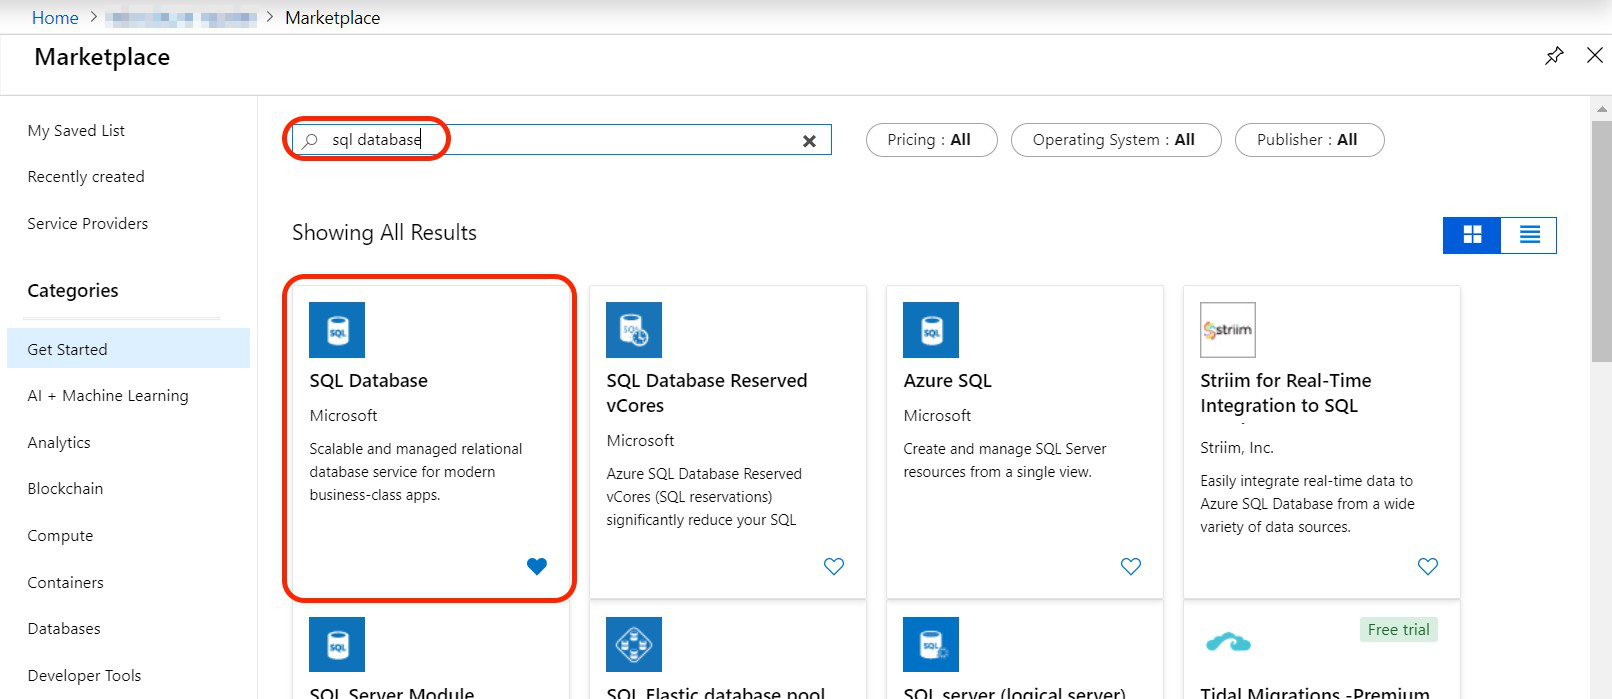 Home > > Marketplace
Marketplace
My Saved List
Recently created
Service Providers
Categories
Get Started
AI + Machine Learning
Analytics
Blockchain
Compute
Containers
Databases
Developer Tools
sql database
Pricing : All
Operating System : All
Publisher : All
Showing All Results
SQL
SQL Database
Microsoft
Scalable and managed relational
database service for modern
business-class apps.
SQL
SQL Database Reserved
vCores
Microsoft
Azure SQL Database Reserved
vCores (SQL reservations)
significantly reduce your SQL
SQL
Azure SQL
Microsoft
Create and manage SQL Server
resources from a single view.
striim
Striim for Real-Time
Integration to SQL
Striim, Inc.
Easily integrate real-time data to
Azure SQL Database from a wide
variety of data sources.
SQL
SQL Server Module
SQL Elastic database pool
SQL
SQL server (logical server)
Free trial
Tidal Migrations -Premium